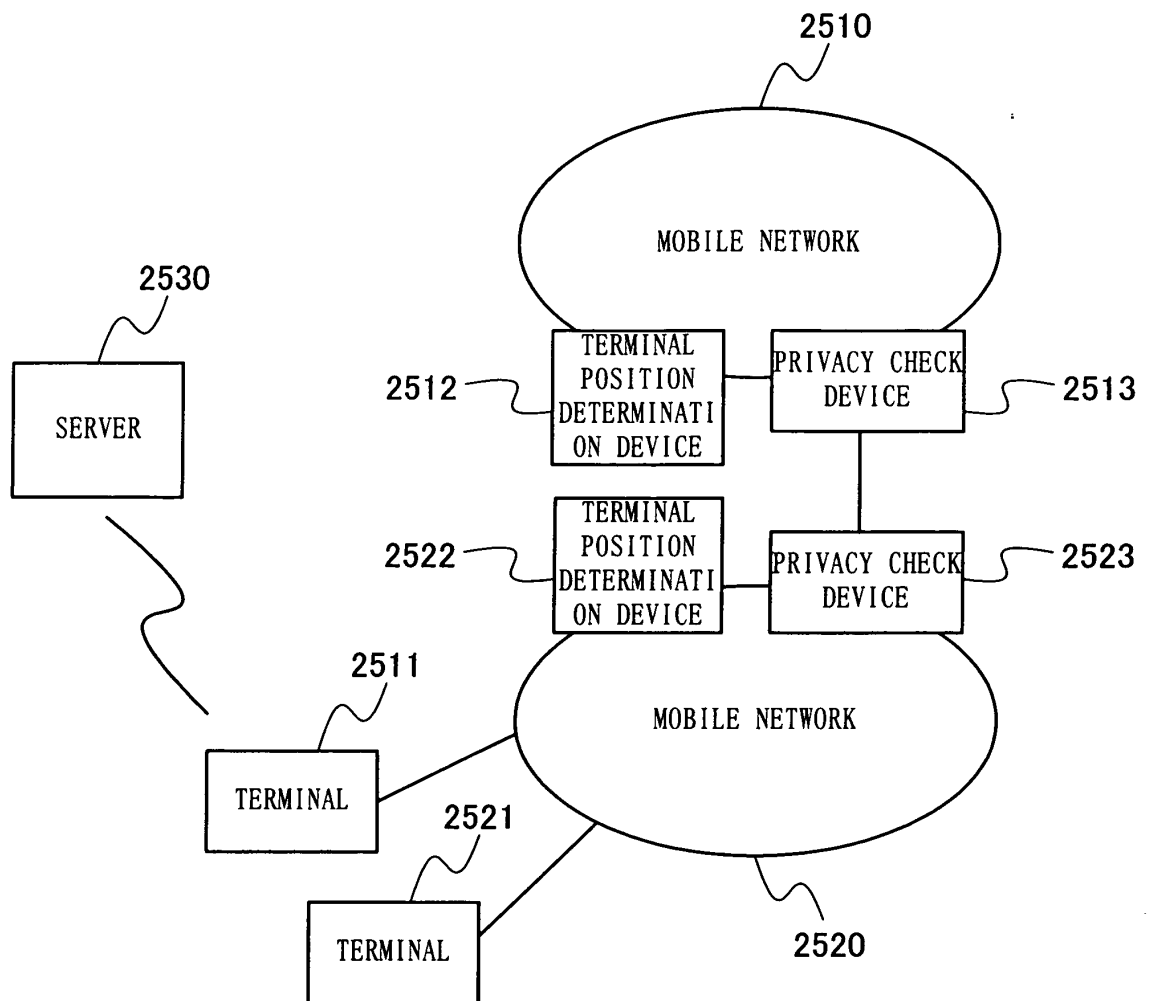 2510
MOBILE NETWORK
2530
SERVER
TERMINAL
POSITION
DETERMINATI
ON DEVICE
2512
PRIVACY CHECK
DEVICE
2513
TERMINAL
POSITION
DETERMINATI
ON DEVICE
2522
PRIVACY CHECK
DEVICE
2523
2511
TERMINAL
MOBILE NETWORK
2521
TERMINAL
2520